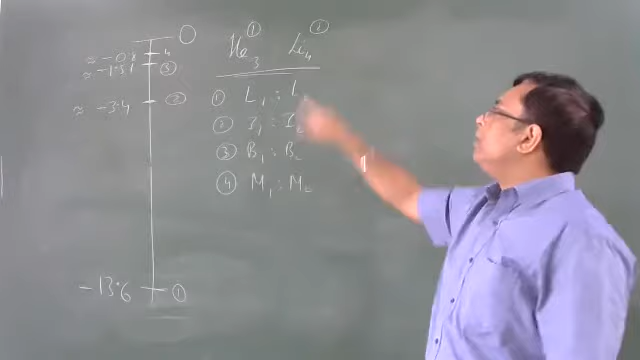 0
≈ -0.8 4
≈ -1.51 ③
≈ -3.4 ②
-13.6 ①
He₃ ① Li₄ ①
① L₁ : L
② I₁ : I₂
③ B₁ : B₂
④ M₁ : M₂